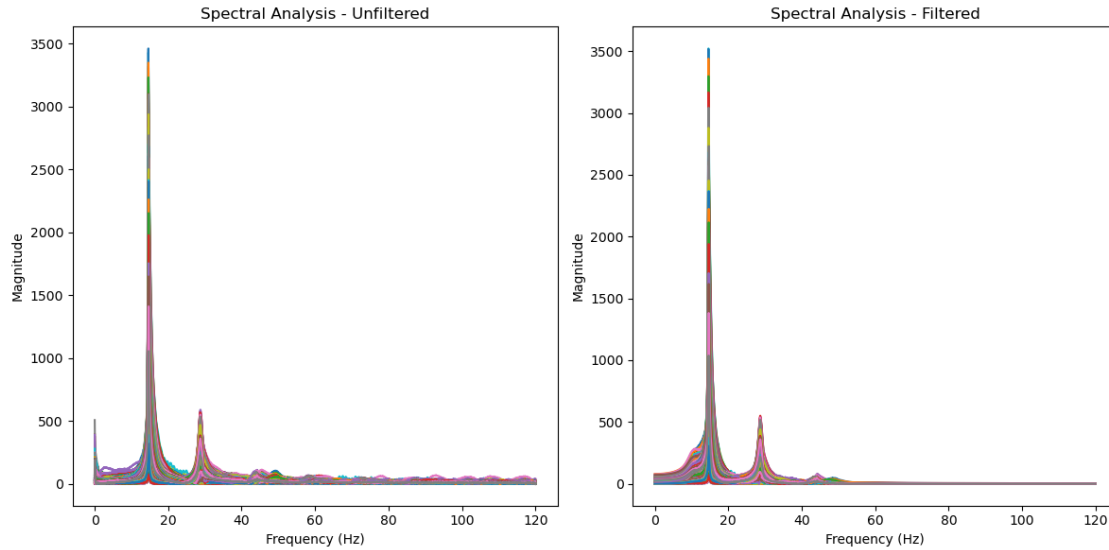 Spectral Analysis - Unfiltered
3500
3000
2500
2000
1500
1000
500
0
Magnitude
0 20 40 60 80 100 120
Frequency (Hz)
Spectral Analysis - Filtered
3500
3000
2500
2000
1500
1000
500
0
Magnitude
0 20 40 60 80 100 120
Frequency (Hz)